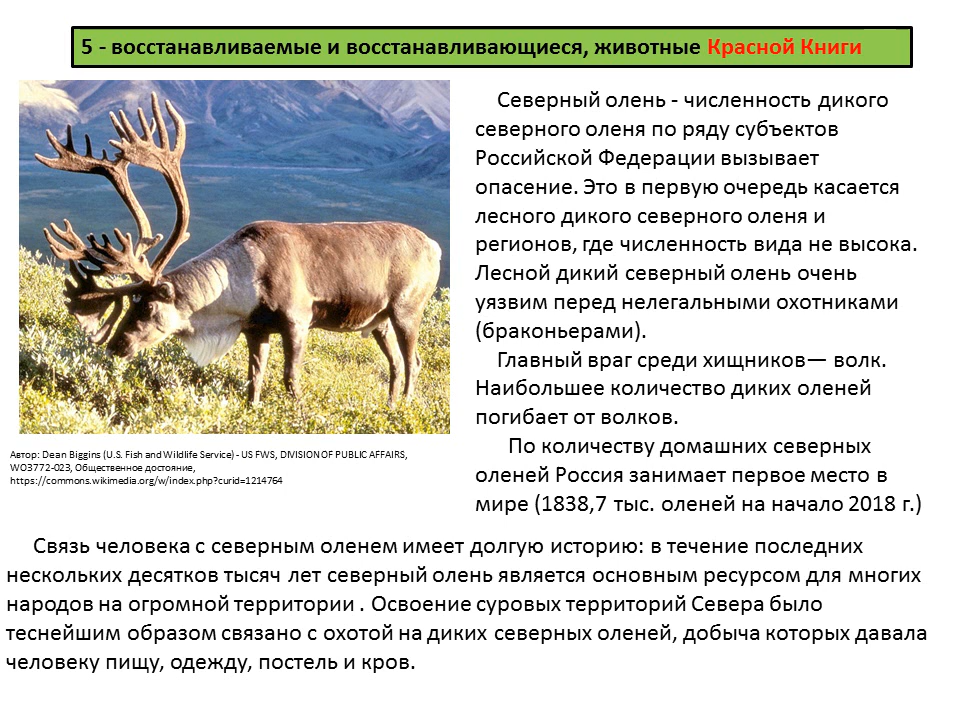 5 - восстанавливаемые и восстанавливающиеся, животные Красной Книги
Северный олень - численность дикого
северного оленя по ряду субъектов
Российской Федерации вызывает
опасение. Это в первую очередь касается
лесного дикого северного оленя и
регионов, где численность вида не высока.
Лесной дикий северный олень очень
уязвим перед нелегальными охотниками
(браконьерами).
Главный враг среди хищников— волк.
Наибольшее количество диких оленей
погибает от волков.
По количеству домашних северных
оленей Россия занимает первое место в
мире (1838,7 тыс. оленей на начало 2018 г.)
Автор: Dean Biggins (U.S. Fish and Wildlife Service) - US FWS, DIVISION OF PUBLIC AFFAIRS,
WO3772-023, Общественное достояние,
https://commons.wikimedia.org/w/index.php?curid=1214764
Связь человека с северным оленем имеет долгую историю: в течение последних
нескольких десятков тысяч лет северный олень является основным ресурсом для многих
народов на огромной территории . Освоение суровых территорий Севера было
теснейшим образом связано с охотой на диких северных оленей, добыча которых давала
человеку пищу, одежду, постель и кров.